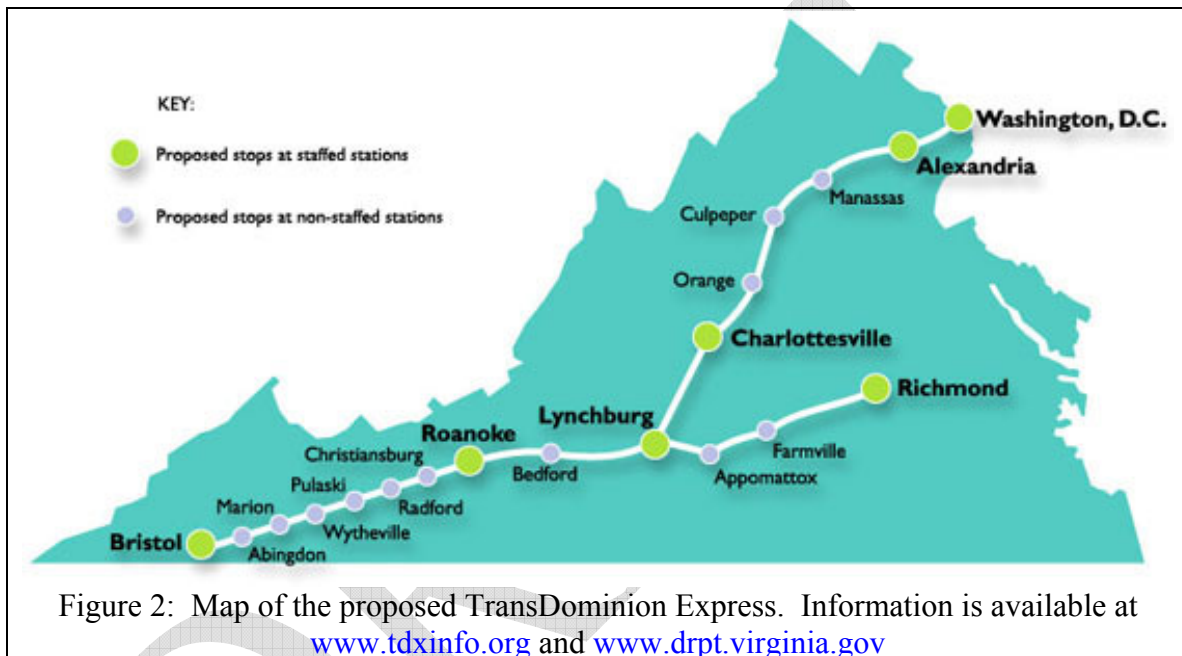 KEY:
Proposed stops at staffed stations
Proposed stops at non-staffed stations
Washington, D.C.
Alexandria
Manassas
Culpeper
Orange
Charlottesville
Richmond
Lynchburg
Farmville
Appomattox
Roanoke
Bedford
Christiansburg
Radford
Pulaski
Wytheville
Marion
Abingdon
Bristol
Figure 2: Map of the proposed TransDominion Express. Information is available at
www.tdxinfo.org and www.drpt.virginia.gov